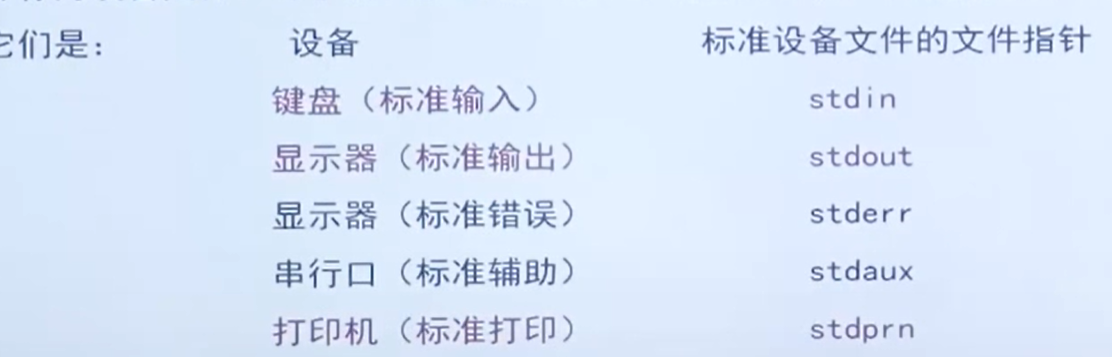 它们是： 设备 标准设备文件的文件指针
键盘（标准输入） stdin
显示器（标准输出） stdout
显示器（标准错误） stderr
串行口（标准辅助） stdaux
打印机（标准打印） stdprn